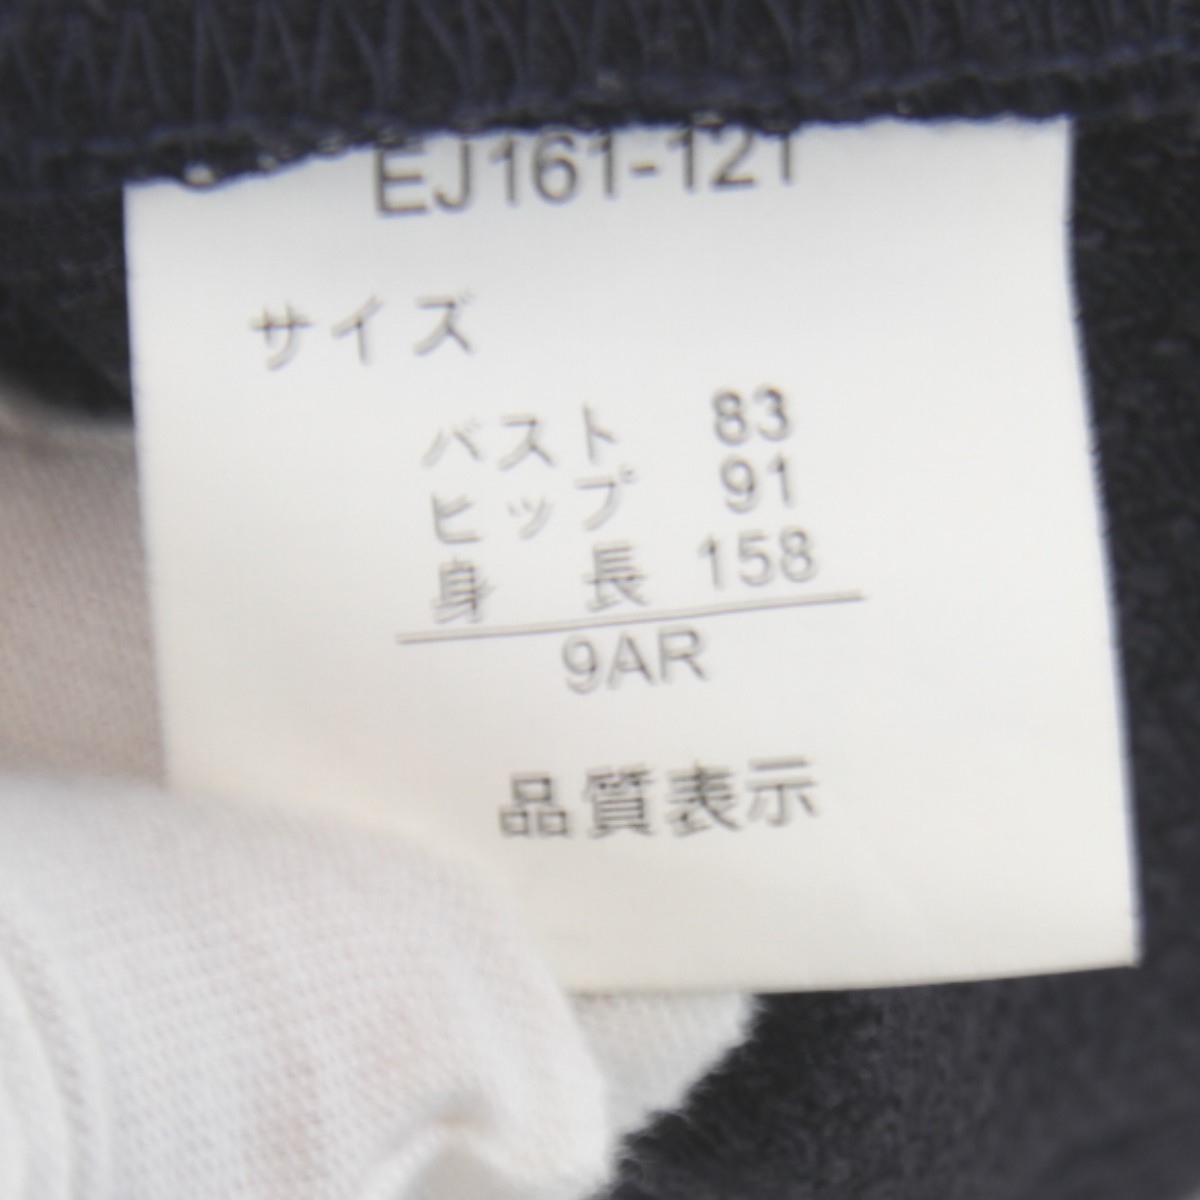 EJ161-121
サイズ
バスト 83
ヒップ 91
身 長 158
9AR
品質表示